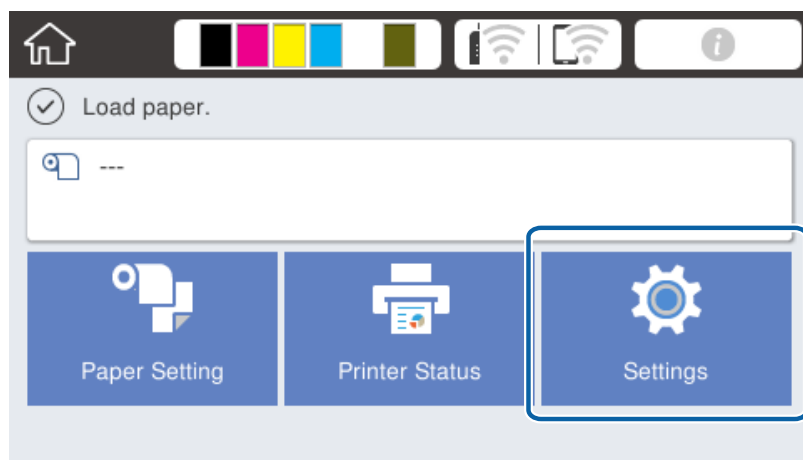 Load paper.
---
Paper Setting
Printer Status
Settings